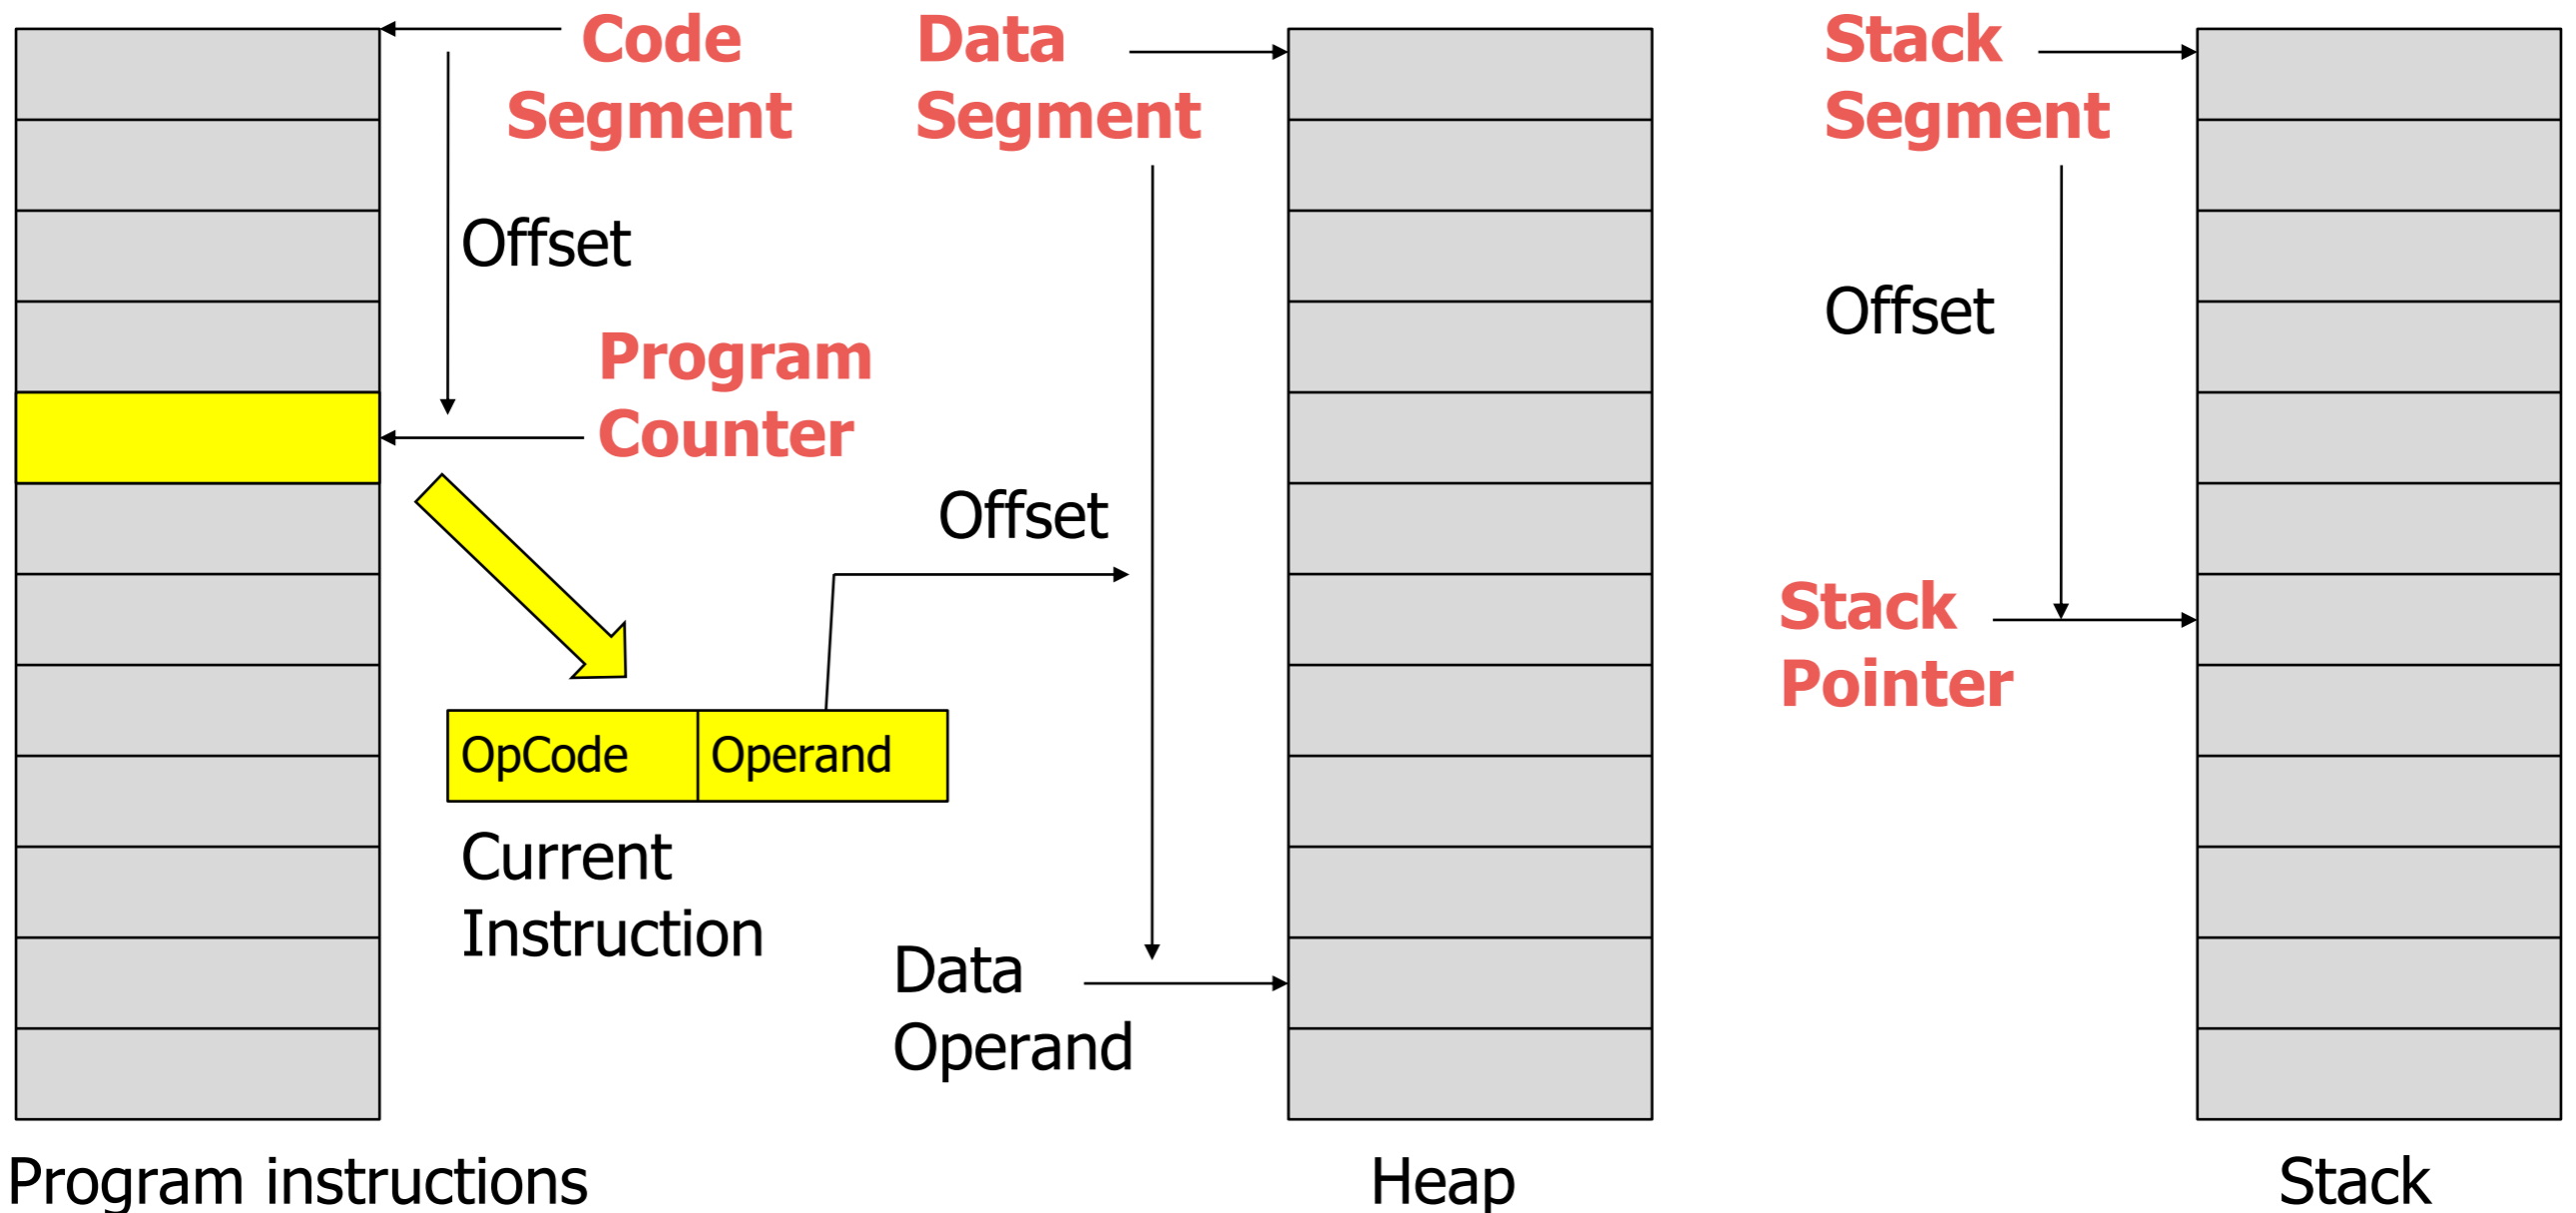 Code
Segment
Data
Segment
Stack
Segment
Offset
Offset
Program
Counter
Offset
Stack
Pointer
OpCode
Operand
Current
Instruction
Data
Operand
Program instructions
Heap
Stack